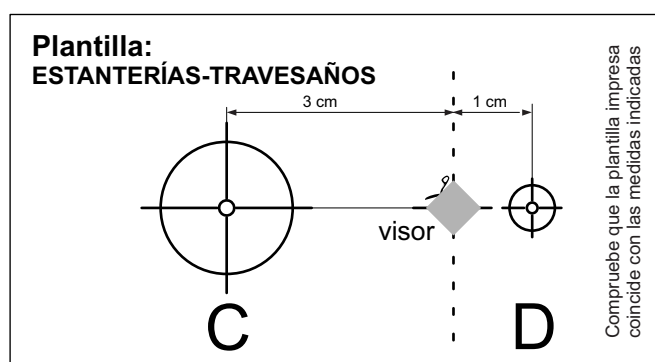 Plantilla:
ESTANTERÍAS-TRAVESAÑOS
3 cm
1 cm
visor
C
D
Compruebe que la plantilla impresa
coincide con las medidas indicadas